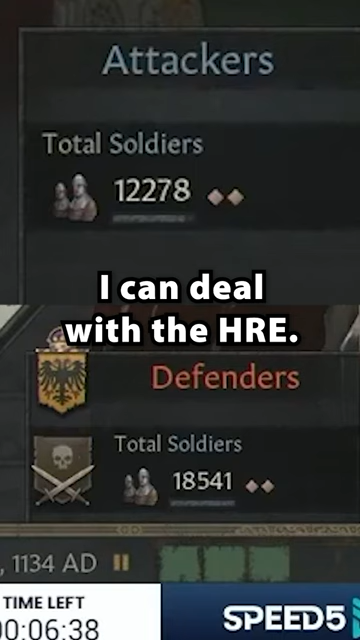 Attackers
Total Soldiers
12278
I can deal
with the HRE.
Defenders
Total Soldiers
18541
, 1134 AD
TIME LEFT
00:06:38
SPEED5